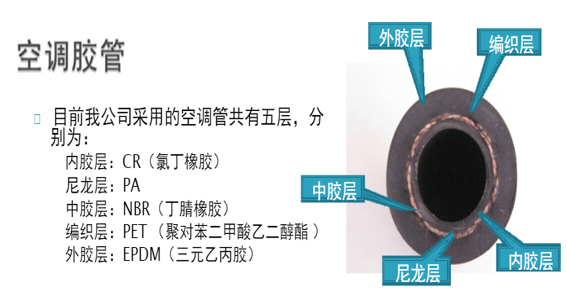 空调胶管
目前我公司采用的空调管共有五层，分
别为：
内胶层：CR（氯丁橡胶）
尼龙层：PA
中胶层：NBR（丁腈橡胶）
编织层：PET （聚对苯二甲酸乙二醇酯 ）
外胶层：EPDM（三元乙丙胶）
外胶层
编织层
中胶层
内胶层
尼龙层